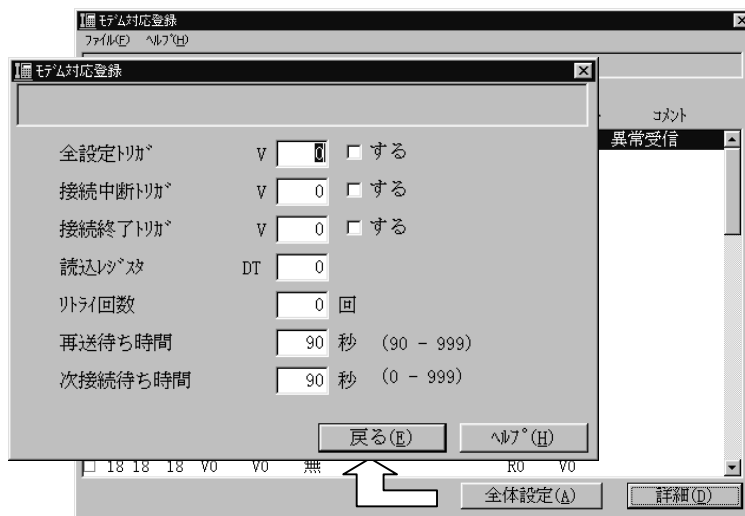 モデム対応登録
ファイル(F) ヘルプ(H)
モデム対応登録
コメント
異常受信
全設定トリガ V 0 する
接続中断トリガ V 0 する
接続終了トリガ V 0 する
読込レジスタ DT 0
リトライ回数 0 回
再送待ち時間 90 秒 (90 - 999)
次接続待ち時間 90 秒 (0 - 999)
戻る(E) ヘルプ(H)
18 18 18 V0 V0 無 R0 V0
全体設定(A) 詳細(D)